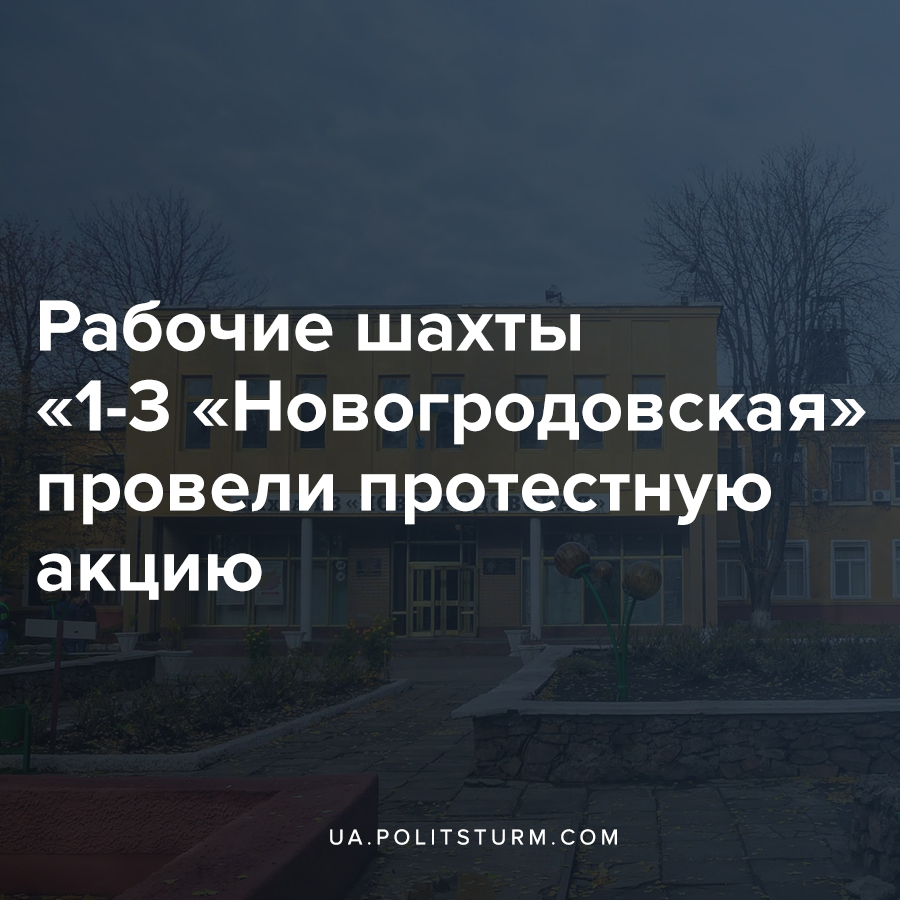 Рабочие шахты
«1-3 «Новогродовская»
провели протестную
акцию
UA.POLITSTURM.COM